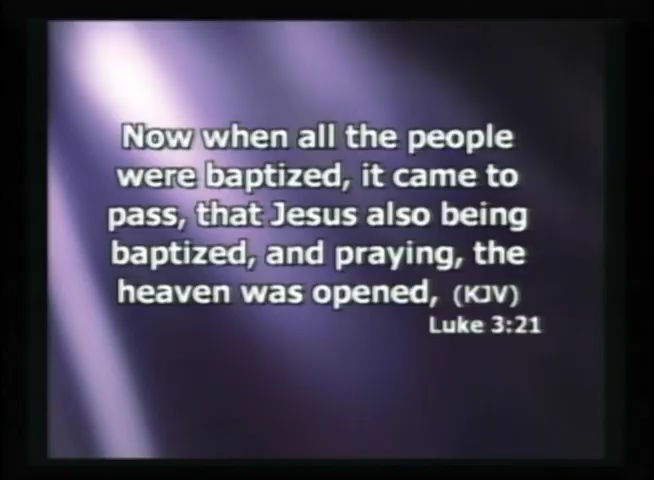 Now when all the people
were baptized, it came to
pass, that Jesus also being
baptized, and praying, the
heaven was opened, (KJV)
Luke 3:21